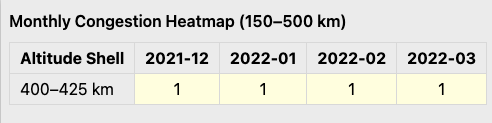 Monthly Congestion Heatmap (150–500 km)
Altitude Shell 2021-12 2022-01 2022-02 2022-03
400–425 km 1 1 1 1